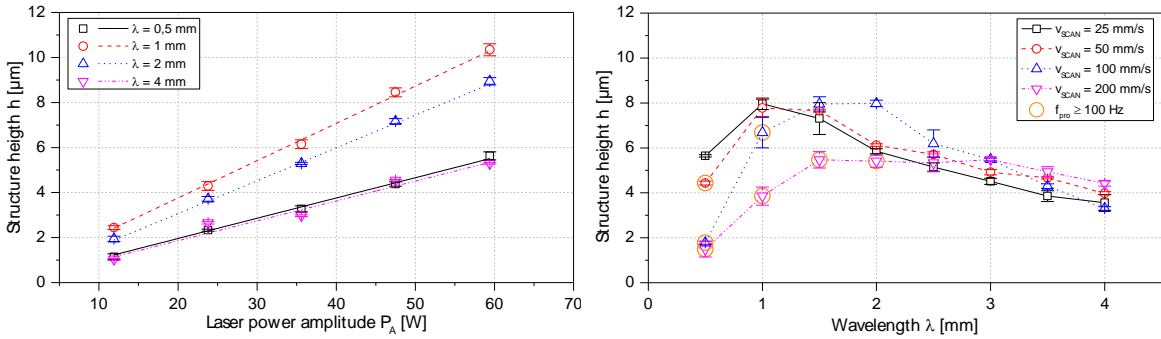 12
10
8
6
4
2
0
Structure heigth h [µm]
λ = 0,5 mm
λ = 1 mm
λ = 2 mm
λ = 4 mm
10 20 30 40 50 60 70
Laser power amplitude P_A [W]
12
10
8
6
4
2
0
Structure height h [µm]
v_SCAN = 25 mm/s
v_SCAN = 50 mm/s
v_SCAN = 100 mm/s
v_SCAN = 200 mm/s
f_pro ≥ 100 Hz
0 1 2 3 4
Wavelength λ [mm]